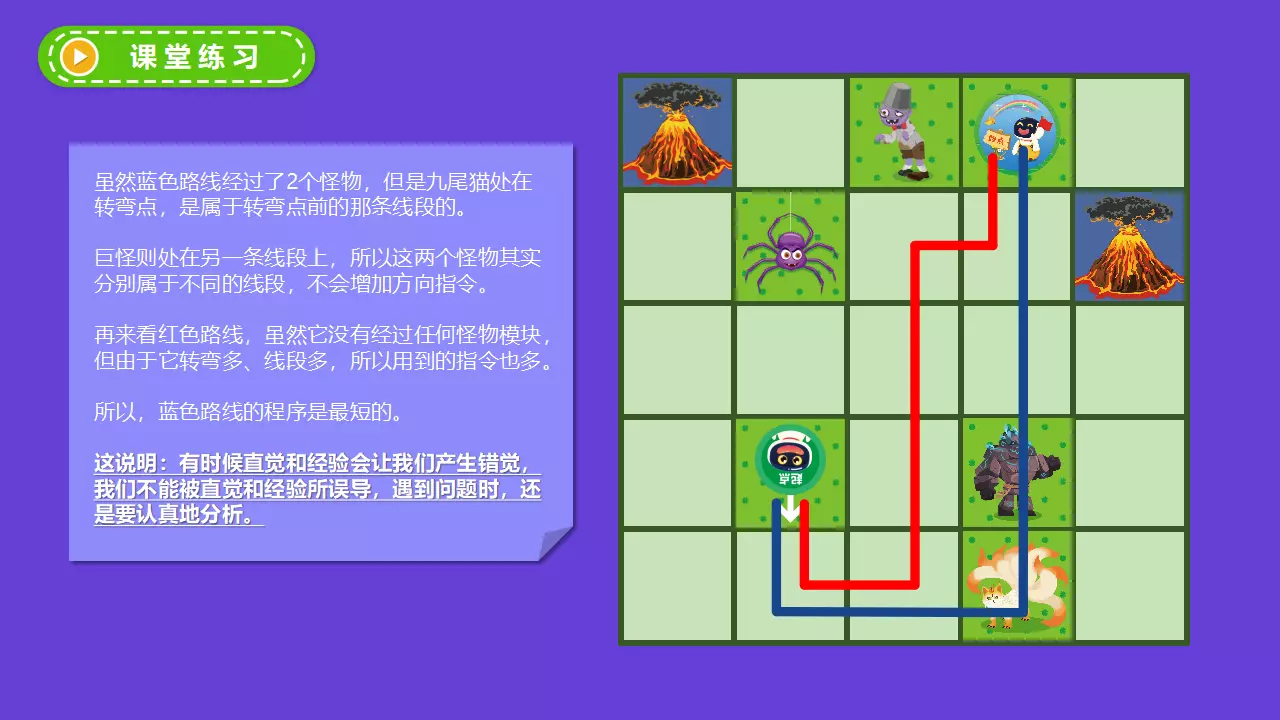 课堂练习
虽然蓝色路线经过了2个怪物，但是九尾猫处在
转弯点，是属于转弯点前的那条线段的。
巨怪则处在另一条线段上，所以这两个怪物其实
分别属于不同的线段，不会增加方向指令。
再来看红色路线，虽然它没有经过任何怪物模块，
但由于它转弯多、线段多，所以用到的指令也多。
所以，蓝色路线的程序是最短的。
这说明：有时候直觉和经验会让我们产生错觉，
我们不能被直觉和经验所误导，遇到问题时，还
是要认真地分析。
终点
起点